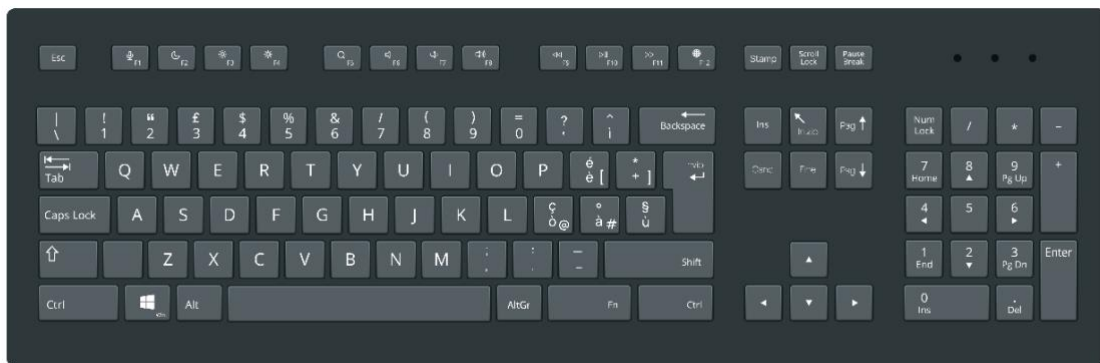 Esc F1 F2 F3 F4 F5 F6 F7 F8 F9 F10 F11 F12 Stamp Scroll Pause
Lock Break
| ! “ £ $ % & / ( ) = ? ^ Ins Pag Num / * -
\ 1 2 3 4 5 6 7 8 9 0 ' ì Backspace Lock
Tab Q W E R T Y U I O P é * Canc Fine Pag 7 8 9 +
è [ + ] Home Pg Up
Caps Lock A S D F G H J K L ç ° § 4 5 6
ò @ à # ù
Z X C V B N M ; : _ Shift 1 2 3 Enter
, . - End Pg Dn
Ctrl Alt AltGr Fn Ctrl 0 .
Ins Del